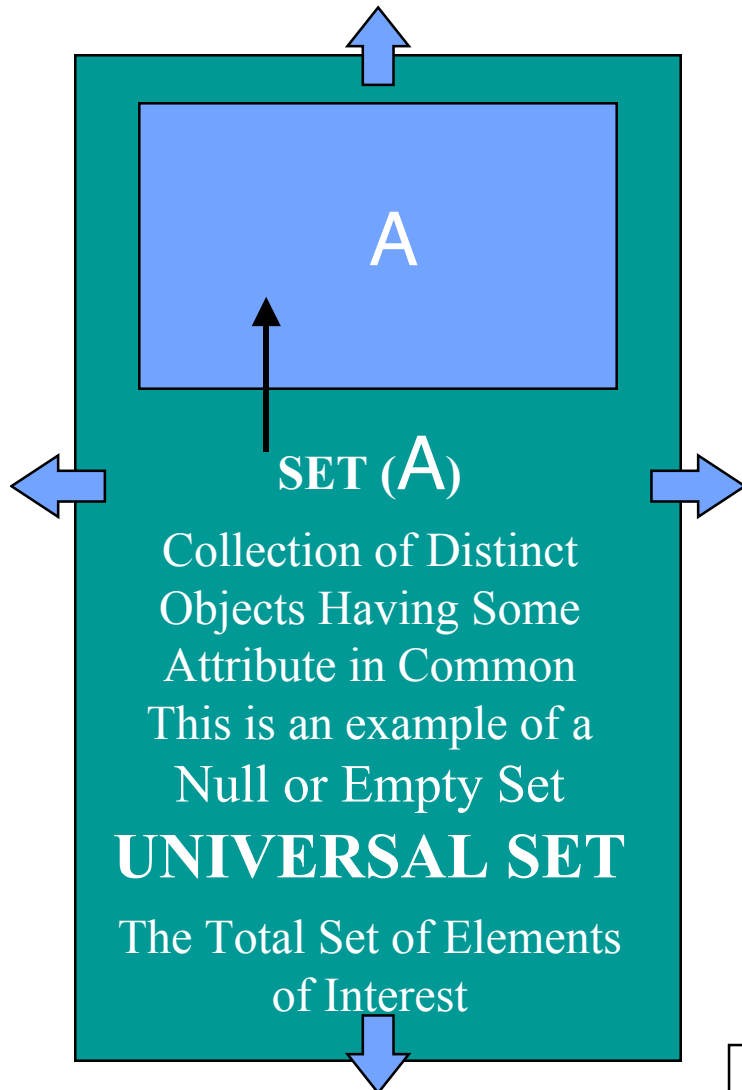 A
SET (A)
Collection of Distinct
Objects Having Some
Attribute in Common
This is an example of a
Null or Empty Set
UNIVERSAL SET
The Total Set of Elements
of Interest